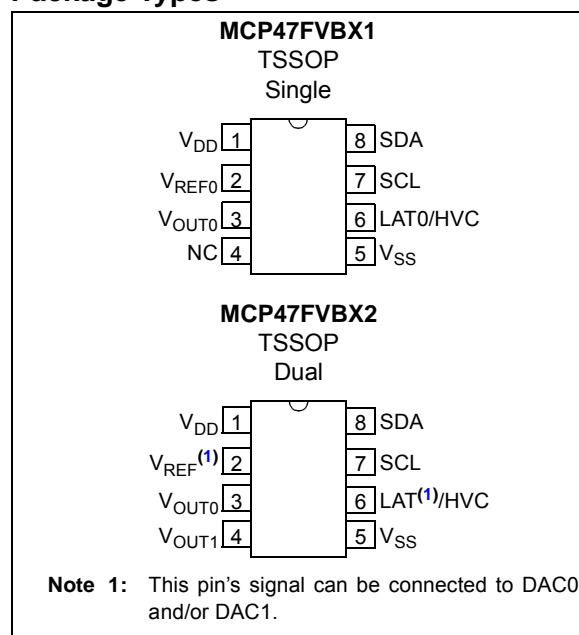 Package Types
MCP47FVBX1
TSSOP
Single
VDD 1
8 SDA
VREF0 2
7 SCL
VOUT0 3
6 LAT0/HVC
NC 4
5 VSS
MCP47FVBX2
TSSOP
Dual
VDD 1
8 SDA
VREF(1) 2
7 SCL
VOUT0 3
6 LAT(1)/HVC
VOUT1 4
5 VSS
Note 1: This pin's signal can be connected to DAC0
and/or DAC1.